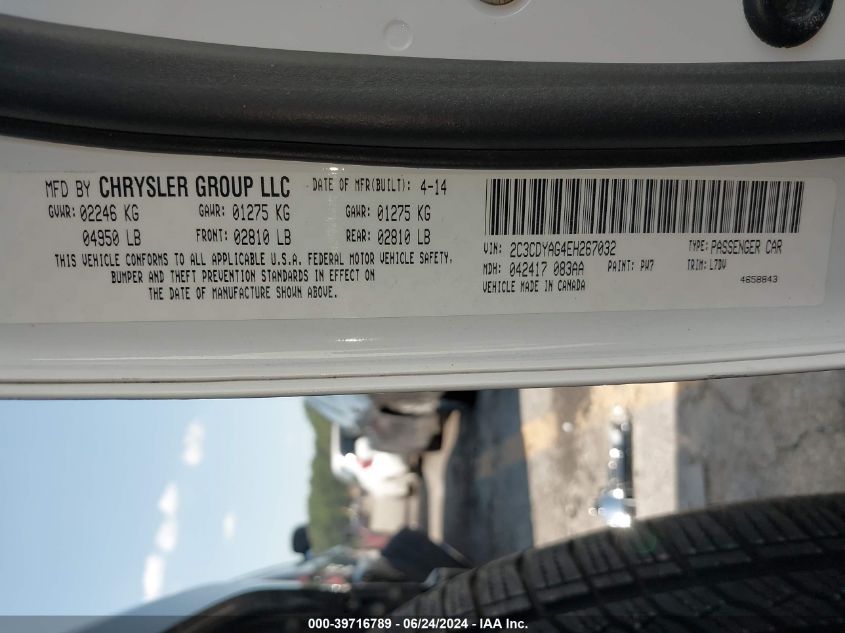 MFD BY CHRYSLER GROUP LLC DATE OF MFR(BUILT): 4-14
GVWR: 02246 KG GAWR: 01275 KG GAWR: 01275 KG
04950 LB FRONT: 02810 LB REAR: 02810 LB
THIS VEHICLE CONFORMS TO ALL APPLICABLE U.S.A. FEDERAL MOTOR VEHICLE SAFETY,
BUMPER AND THEFT PREVENTION STANDARDS IN EFFECT ON
THE DATE OF MANUFACTURE SHOWN ABOVE.
VIN: 2C3CDYAG4EH267032 TYPE: PASSENGER CAR
MDH: 042417 083AA PAINT: PW7 TRIM: L7DV
VEHICLE MADE IN CANADA 4658843
000-39716789 - 06/24/2024 - IAA Inc.